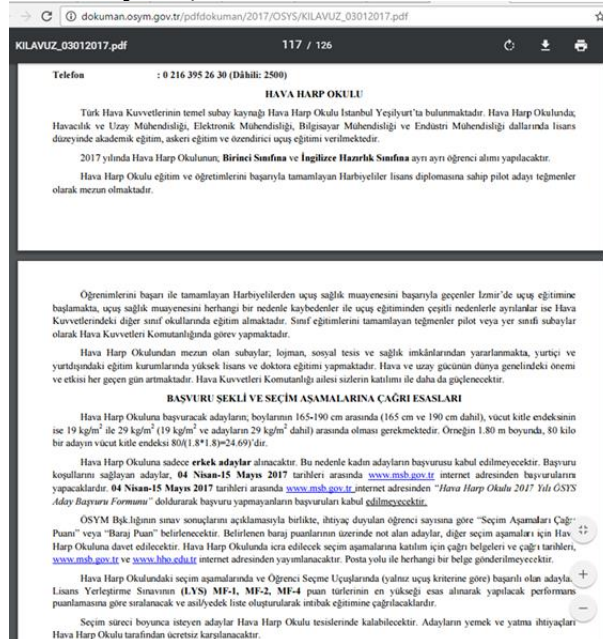 dokuman.osym.gov.tr/pdfdokuman/2017/OSYS/KILAVUZ_03012017.pdf
KILAVUZ_03012017.pdf
117 / 126
Telefon : 0 216 395 26 30 (Dâhili: 2500)
HAVA HARP OKULU
Türk Hava Kuvvetlerinin temel subay kaynağı Hava Harp Okulu İstanbul Yeşilyurt'ta bulunmaktadır. Hava Harp Okulunda;
Havacılık ve Uzay Mühendisliği, Elektronik Mühendisliği, Bilgisayar Mühendisliği ve Endüstri Mühendisliği dallarında lisans
düzeyinde akademik eğitim, askeri eğitim ve özendirici uçuş eğitimi verilmektedir.
2017 yılında Hava Harp Okulunun; Birinci Sınıfına ve İngilizce Hazırlık Sınıfına ayrı ayrı öğrenci alımı yapılacaktır.
Hava Harp Okulu eğitim ve öğretimlerini başarıyla tamamlayan Harbiyeliler lisans diplomasına sahip pilot adayı teğmenler
olarak mezun olmaktadır.
Öğrenimlerini başarı ile tamamlayan Harbiyelilerden uçuş sağlık muayenesini başarıyla geçenler İzmir'de uçuş eğitimine
başlamakta, uçuş sağlık muayenesini herhangi bir nedenle kaybedenler ile uçuş eğitiminden çeşitli nedenlerle ayrılanlar ise Hava
Kuvvetlerindeki diğer sınıf okullarında eğitim almaktadır. Sınıf eğitimlerini tamamlayan teğmenler pilot veya yer sınıfı subaylar
olarak Hava Kuvvetleri Komutanlığında görev yapmaktadır.
Hava Harp Okulundan mezun olan subaylar; lojman, sosyal tesis ve sağlık imkânlarından yararlanmakta, yurtiçi ve
yurtdışındaki eğitim kurumlarında yüksek lisans ve doktora eğitimi yapmaktadır. Hava ve uzay gücünün dünya genelindeki önemi
ve etkisi her geçen gün artmaktadır. Hava Kuvvetleri Komutanlığı ailesi sizlerin katılımı ile daha da güçlenecektir.
BAŞVURU ŞEKLİ VE SEÇİM AŞAMALARINA ÇAĞRI ESASLARI
Hava Harp Okuluna başvuracak adayların; boylarının 165-190 cm arasında (165 cm ve 190 cm dahil), vücut kitle endeksinin
ise 19 kg/m² ile 29 kg/m² (19 kg/m² ve adayların 29 kg/m² dahil) arasında olması gerekmektedir. Örneğin 1.80 m boyunda, 80 kilo
bir adayın vücut kitle endeksi 80/(1.8*1.8)=24.69)'dir.
Hava Harp Okuluna sadece erkek adaylar alınacaktır. Bu nedenle kadın adayların başvurusu kabul edilmeyecektir. Başvuru
koşullarını sağlayan adaylar, 04 Nisan-15 Mayıs 2017 tarihleri arasında www.msb.gov.tr internet adresinden başvurularını
yapacaklardır. 04 Nisan-15 Mayıs 2017 tarihleri arasında www.msb.gov.tr internet adresinden "Hava Harp Okulu 2017 Yılı ÖSYS
Aday Başvuru Formunu" doldurarak başvuru yapmayanların başvuruları kabul edilmeyecektir.
ÖSYM Bşk.lığının sınav sonuçlarını açıklamasıyla birlikte, ihtiyaç duyulan öğrenci sayısına göre "Seçim Aşamaları Çağrı
Puanı" veya "Baraj Puan" belirlenecektir. Belirlenen baraj puanlarının üzerinde not alan adaylar, diğer seçim aşamaları için Hava
Harp Okuluna davet edilecektir. Hava Harp Okulunda icra edilecek seçim aşamalarına katılım için çağrı belgeleri ve çağrı tarihleri,
www.msb.gov.tr ve www.hho.edu.tr internet adresinden yayımlanacaktır. Posta yolu ile herhangi bir belge gönderilmeyecektir.
Hava Harp Okulundaki seçim aşamalarında ve Öğrenci Seçme Uçuşlarında (yalnız uçuş kriterine göre) başarılı olan adaylar
Lisans Yerleştirme Sınavının (LYS) MF-1, MF-2, MF-4 puan türlerinin en yükseği esas alınarak yapılacak performans
puanlamasına göre sıralanacak ve asil/yedek liste oluşturularak intibak eğitimine çağrılacaklardır.
Seçim süreci boyunca isteyen adaylar Hava Harp Okulu tesislerinde kalabilecektir. Adayların yemek ve yatma ihtiyaçları
Hava Harp Okulu tarafından ücretsiz karşılanacaktır.